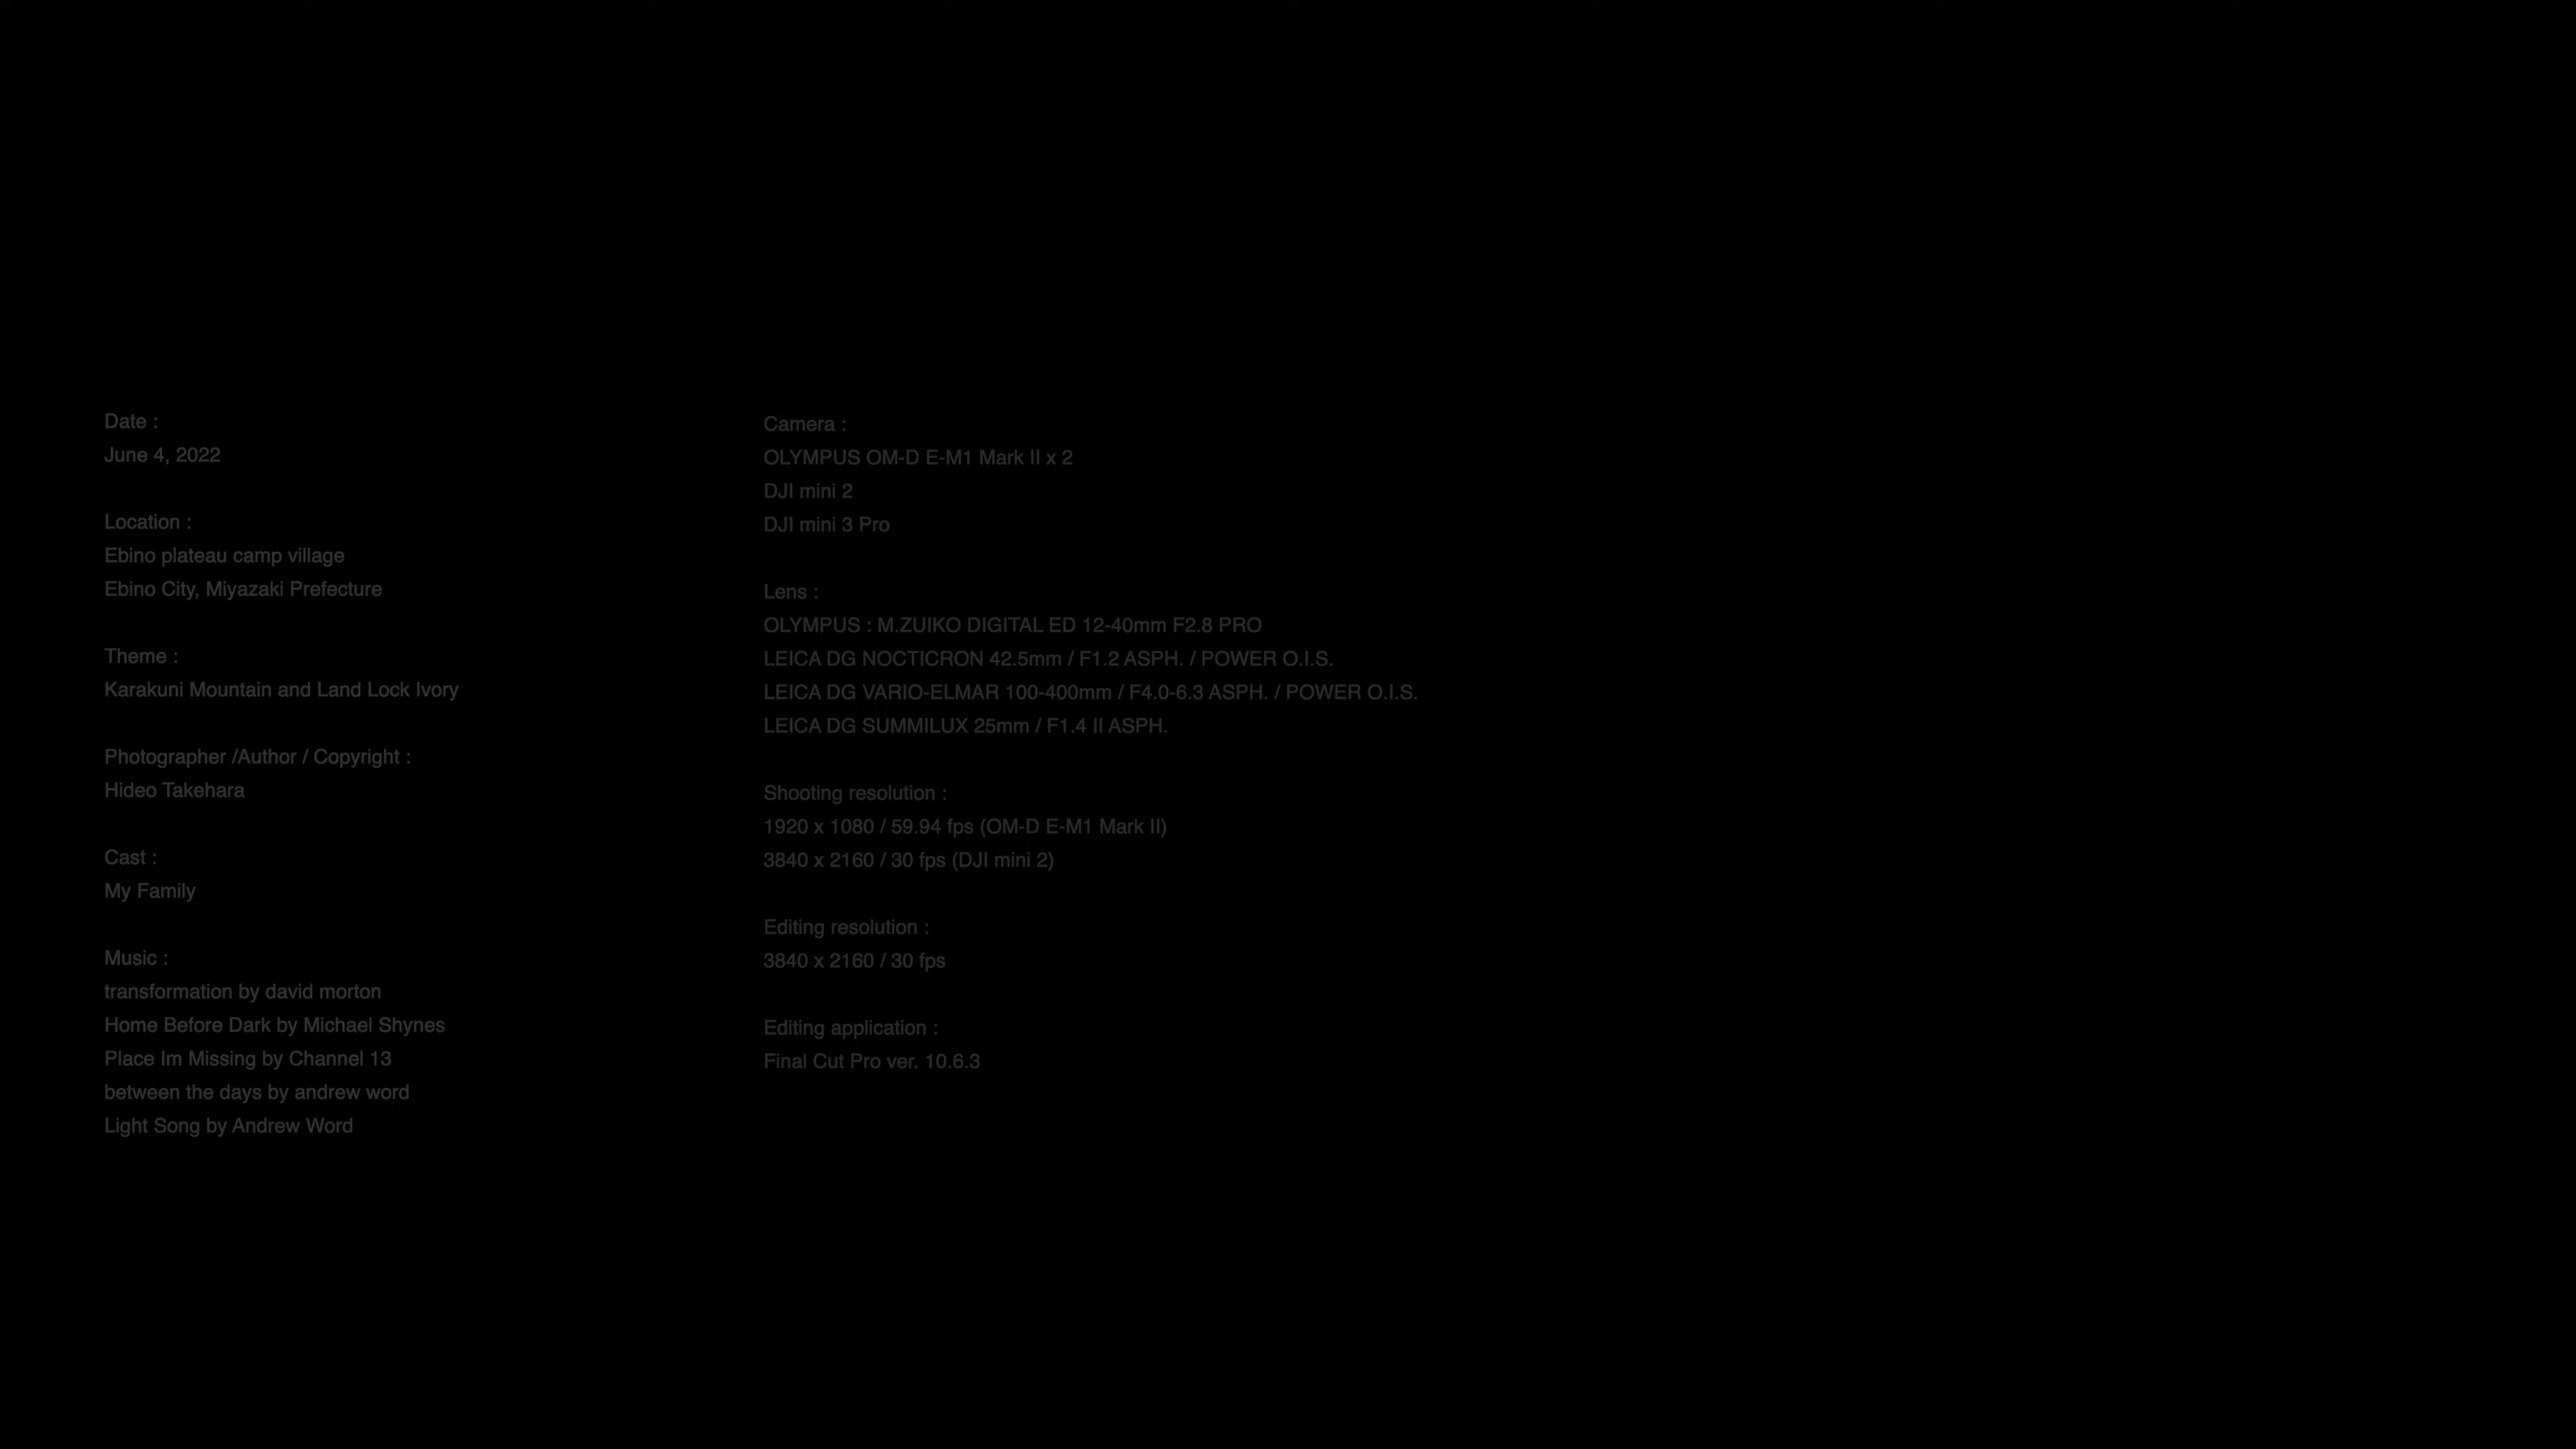 Date :
June 4, 2022
Location :
Ebino plateau camp village
Ebino City, Miyazaki Prefecture
Theme :
Karakuni Mountain and Land Lock Ivory
Photographer /Author / Copyright :
Hideo Takehara
Cast :
My Family
Music :
transformation by david morton
Home Before Dark by Michael Shynes
Place Im Missing by Channel 13
between the days by andrew word
Light Song by Andrew Word
Camera :
OLYMPUS OM-D E-M1 Mark II x 2
DJI mini 2
DJI mini 3 Pro
Lens :
OLYMPUS : M.ZUIKO DIGITAL ED 12-40mm F2.8 PRO
LEICA DG NOCTICRON 42.5mm / F1.2 ASPH. / POWER O.I.S.
LEICA DG VARIO-ELMAR 100-400mm / F4.0-6.3 ASPH. / POWER O.I.S.
LEICA DG SUMMILUX 25mm / F1.4 II ASPH.
Shooting resolution :
1920 x 1080 / 59.94 fps (OM-D E-M1 Mark II)
3840 x 2160 / 30 fps (DJI mini 2)
Editing resolution :
3840 x 2160 / 30 fps
Editing application :
Final Cut Pro ver. 10.6.3